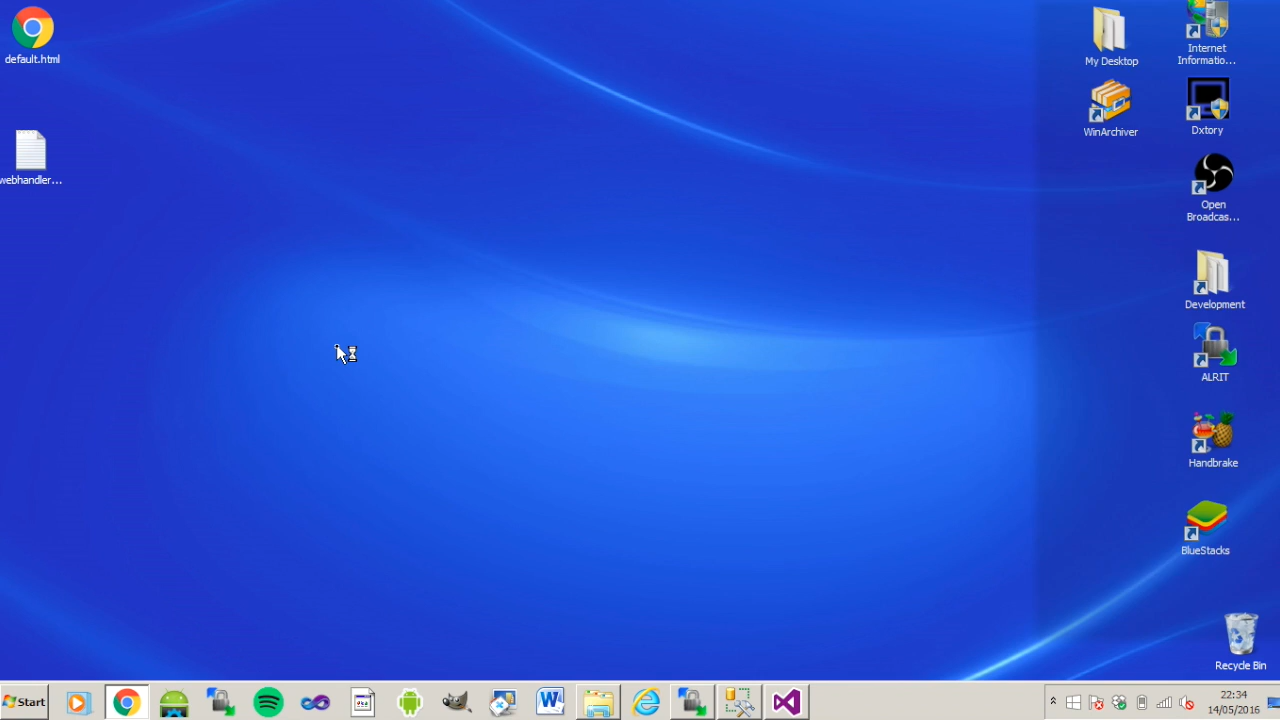 default.html
webhandler...
My Desktop
WinArchiver
Internet
Informatio...
Dxtory
Open
Broadcas...
Development
ALRIT
Handbrake
BlueStacks
Recycle Bin
Start
W
22:34
14/05/2016